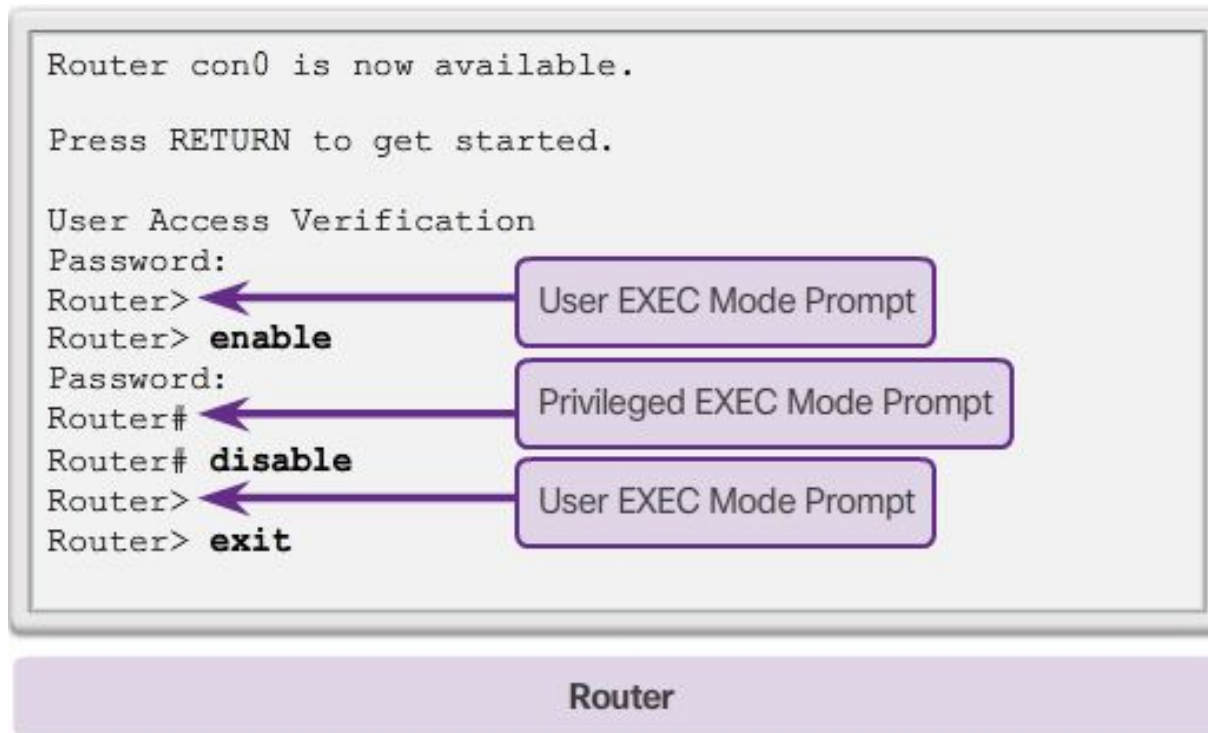 Router con0 is now available.
Press RETURN to get started.
User Access Verification
Password:
Router>
User EXEC Mode Prompt
Router> enable
Password:
Router#
Privileged EXEC Mode Prompt
Router# disable
Router>
User EXEC Mode Prompt
Router> exit
Router